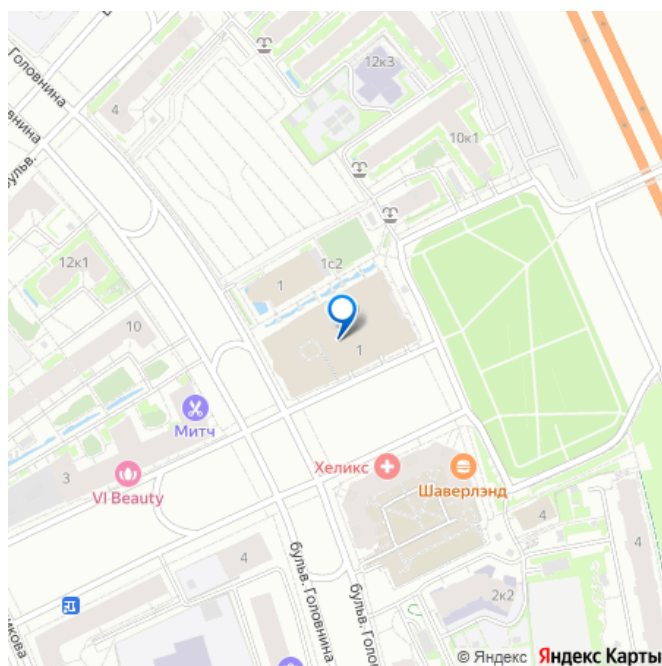 Головнина
4
12к3
10к1
бульв.
12к1
1
1с2
10
1
Митч
3
VI Beauty
Хеликс
Шаверлэнд
4
4
4
2к2
бульв. Головнина
бульв. Голо
© Яндекс Яндекс Карты